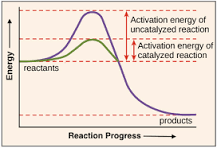 Activation energy of
uncatalyzed reaction
Activation energy of
catalyzed reaction
Energy
reactants
products
Reaction Progress